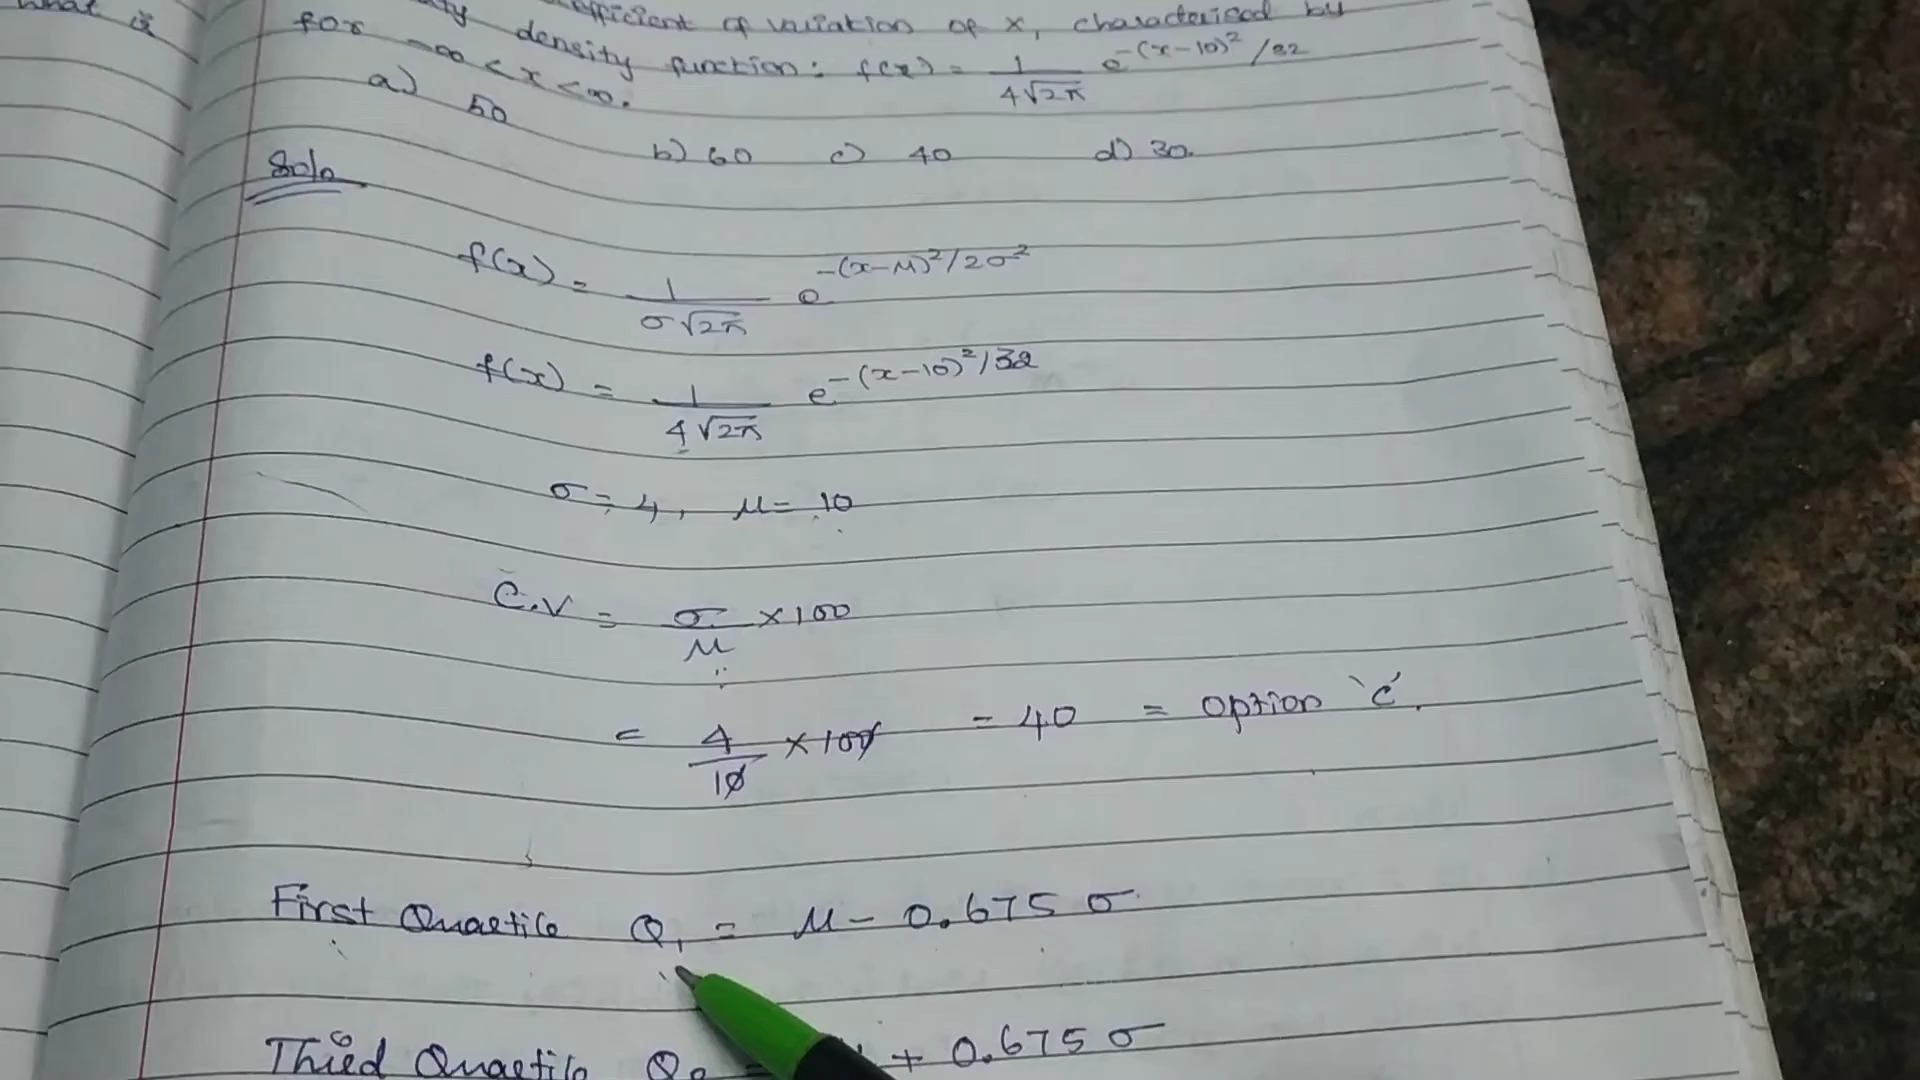 what is
efficient of variation of x, characterised by
density function: f(x) = 1/4√2π e^-(x-10)²/32
for -∞ < x < ∞.
a) 50 b) 60 c) 40 d) 30.
Soln
f(x) = 1/σ√2π e^-(x-μ)²/2σ²
f(x) = 1/4√2π e^-(x-10)²/32
σ = 4, μ = 10
C.V = σ/μ ×100
= 4/10 ×100 = 40 = option 'c'.
First Quartile Q₁ = μ - 0.675 σ
Third Quartile + 0.675 σ